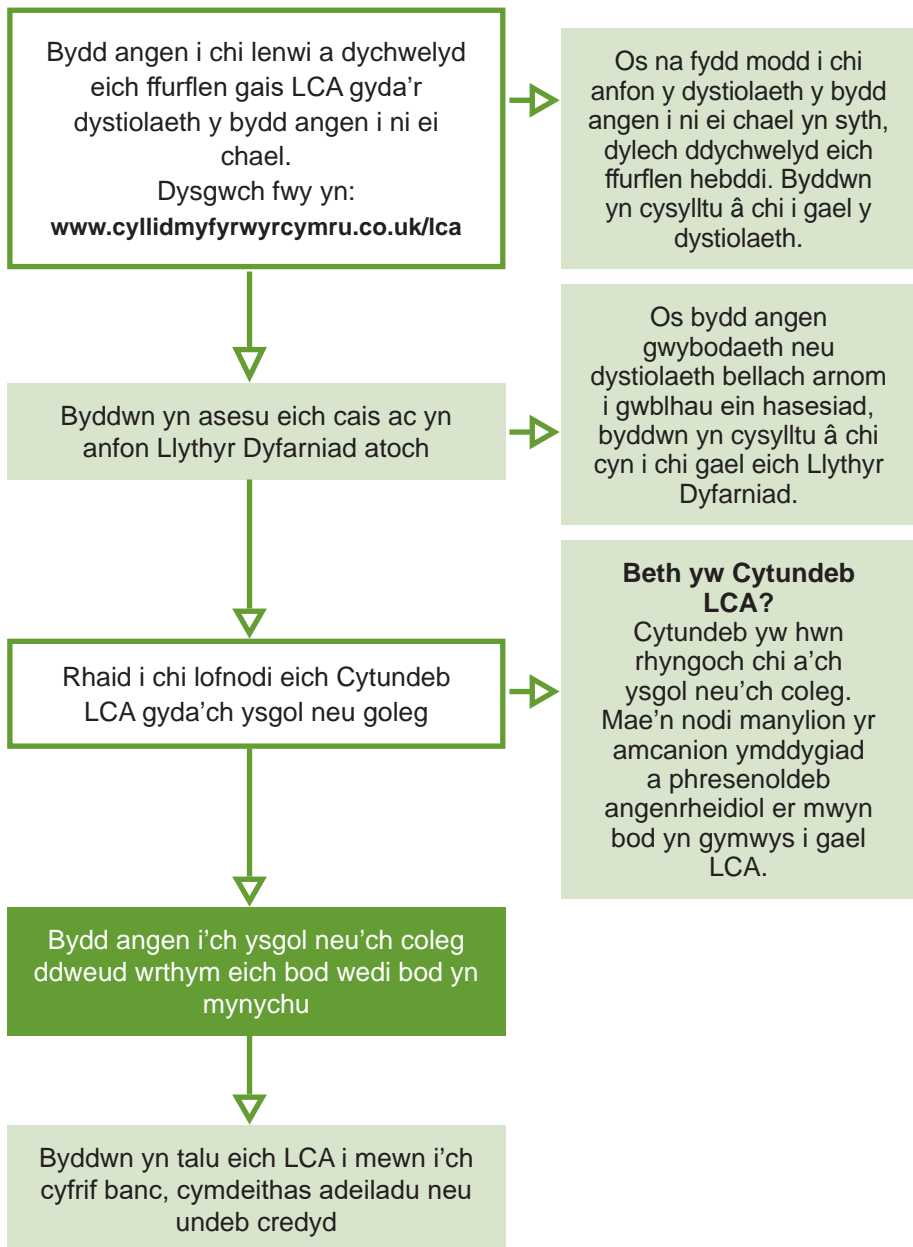 Bydd angen i chi lenwi a dychwelyd
eich ffurflen gais LCA gyda'r
dystiolaeth y bydd angen i ni ei
chael.
Dysgwch fwy yn:
www.cyllidmyfyrwyrcymru.co.uk/lca
Os na fydd modd i chi
anfon y dystiolaeth y bydd
angen i ni ei chael yn syth,
dylech ddychwelyd eich
ffurflen hebddi. Byddwn
yn cysylltu â chi i gael y
dystiolaeth.
Byddwn yn asesu eich cais ac yn
anfon Llythyr Dyfarniad atoch
Os bydd angen
gwybodaeth neu
dystiolaeth bellach arnom
i gwblhau ein hasesiad,
byddwn yn cysylltu â chi
cyn i chi gael eich Llythyr
Dyfarniad.
Rhaid i chi lofnodi eich Cytundeb
LCA gyda'ch ysgol neu goleg
Beth yw Cytundeb
LCA?
Cytundeb yw hwn
rhyngoch chi a'ch
ysgol neu'ch coleg.
Mae'n nodi manylion yr
amcanion ymddygiad
a phresenoldeb
angenrheidiol er mwyn
bod yn gymwys i gael
LCA.
Bydd angen i'ch ysgol neu'ch coleg
ddweud wrthym eich bod wedi bod yn
mynychu
Byddwn yn talu eich LCA i mewn i'ch
cyfrif banc, cymdeithas adeiladu neu
undeb credyd